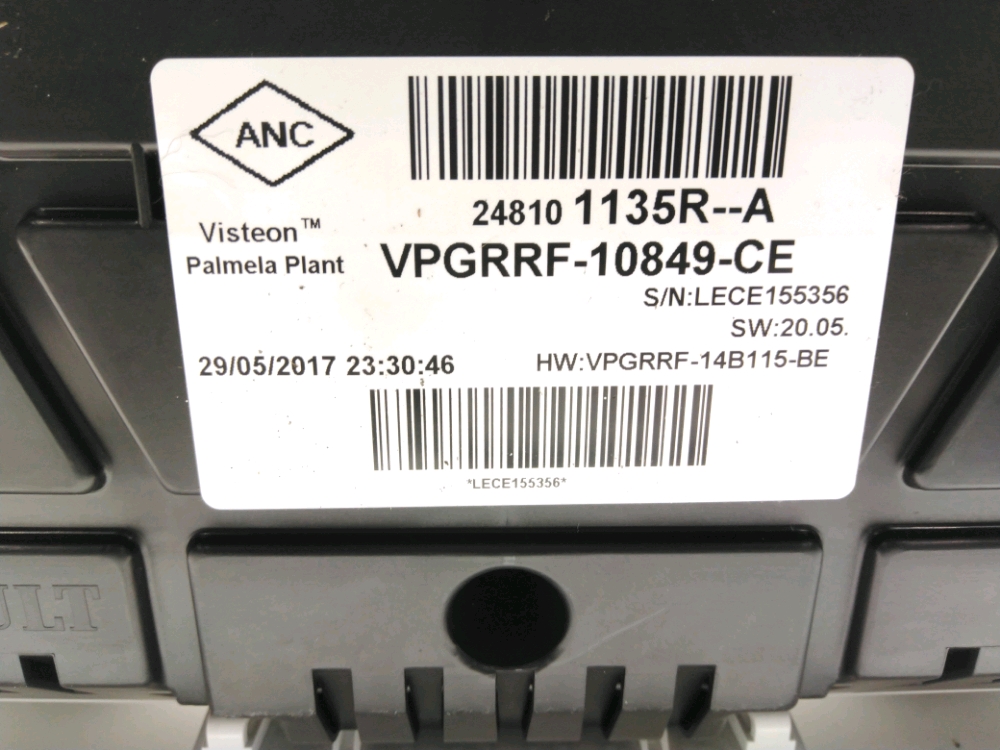 ANC
24810 1135R--A
Visteon™
Palmela Plant
VPGRRF-10849-CE
S/N:LECE155356
SW:20.05.
29/05/2017 23:30:46
HW:VPGRRF-14B115-BE
*LECE155356*